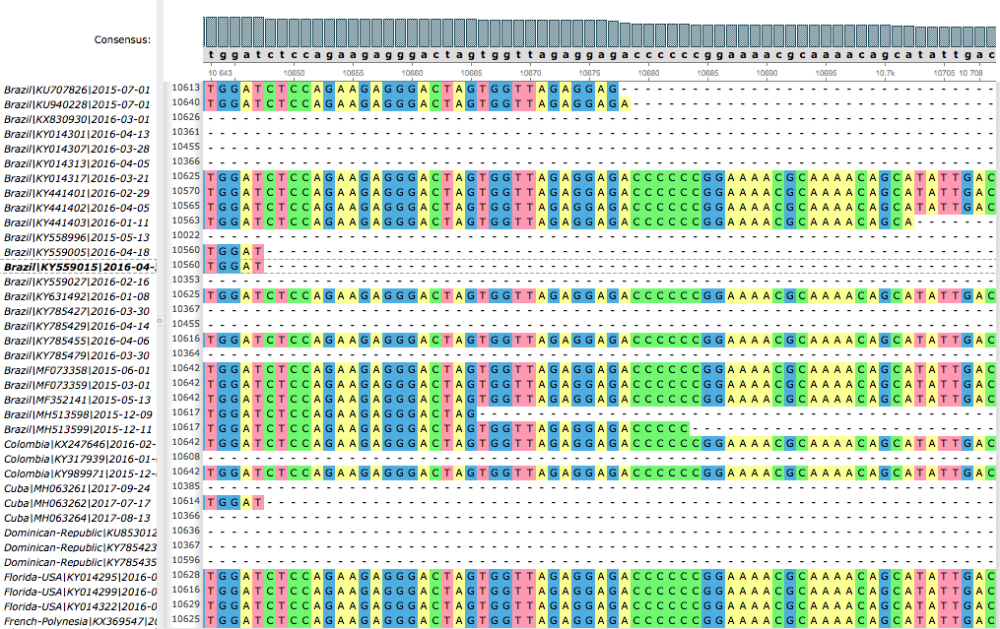 Consensus:
tggatctccagaagagggactagtggttagaggagaccccccggaaaacgcaaaacagcatattgac
10 643 10650 10655 10660 10665 10670 10675 10680 10685 10690 10695 10.7k 10705 10 708
Brazil|KU707826|2015-07-01 10613 TGGATCTCCAGAAGAGGGACTAGTGGTTAGAGGAG--------------------------------
Brazil|KU940228|2015-07-01 10640 TGGATCTCCAGAAGAGGGACTAGTGGTTAGAGGAGA-------------------------------
Brazil|KX830930|2016-03-01 10626 -------------------------------------------------------------------
Brazil|KY014301|2016-04-13 10361 -------------------------------------------------------------------
Brazil|KY014307|2016-03-28 10455 -------------------------------------------------------------------
Brazil|KY014313|2016-04-05 10366 -------------------------------------------------------------------
Brazil|KY014317|2016-03-21 10625 TGGATCTCCAGAAGAGGGACTAGTGGTTAGAGGAGACCCCCCGGAAAACGCAAAACAGCATATTGAC
Brazil|KY441401|2016-02-29 10570 TGGATCTCCAGAAGAGGGACTAGTGGTTAGAGGAGACCCCCCGGAAAACGCAAAACAGCATATTGAC
Brazil|KY441402|2016-04-05 10565 TGGATCTCCAGAAGAGGGACTAGTGGTTAGAGGAGACCCCCCGGAAAACGCAAAACAGCATATTGAC
Brazil|KY441403|2016-01-11 10563 TGGATCTCCAGAAGAGGGACTAGTGGTTAGAGGAGACCCCCCGGAAAACGCAAAACAGCA-------
Brazil|KY558996|2015-05-13 10022 -------------------------------------------------------------------
Brazil|KY559005|2016-04-18 10560 TGGAT--------------------------------------------------------------
Brazil|KY559015|2016-04- 10560 TGGAT--------------------------------------------------------------
Brazil|KY559027|2016-02-16 10353 -------------------------------------------------------------------
Brazil|KY631492|2016-01-08 10625 TGGATCTCCAGAAGAGGGACTAGTGGTTAGAGGAGACCCCCCGGAAAACGCAAAACAGCATATTGAC
Brazil|KY785427|2016-03-30 10367 -------------------------------------------------------------------
Brazil|KY785429|2016-04-14 10455 -------------------------------------------------------------------
Brazil|KY785455|2016-04-06 10616 TGGATCTCCAGAAGAGGGACTAGTGGTTAGAGGAGACCCCCCGGAAAACGCAAAACAGCATATTGAC
Brazil|KY785479|2016-03-30 10364 -------------------------------------------------------------------
Brazil|MF073358|2015-06-01 10642 TGGATCTCCAGAAGAGGGACTAGTGGTTAGAGGAGACCCCCCGGAAAACGCAAAACAGCATATTGAC
Brazil|MF073359|2015-03-01 10642 TGGATCTCCAGAAGAGGGACTAGTGGTTAGAGGAGACCCCCCGGAAAACGCAAAACAGCATATTGAC
Brazil|MF352141|2015-05-13 10642 TGGATCTCCAGAAGAGGGACTAGTGGTTAGAGGAGACCCCCCGGAAAACGCAAAACAGCATATTGAC
Brazil|MH513598|2015-12-09 10617 TGGATCTCCAGAAGAGGGACTAG--------------------------------------------
Brazil|MH513599|2015-12-11 10617 TGGATCTCCAGAAGAGGGACTAGTGGTTAGAGGAGACCCCC--------------------------
Colombia|KX247646|2016-02- 10642 TGGATCTCCAGAAGAGGGACTAGTGGTTAGAGGAGACCCCCCGGAAAACGCAAAACAGCATATTGAC
Colombia|KY317939|2016-01- 10608 -------------------------------------------------------------------
Colombia|KY989971|2015-12- 10642 TGGATCTCCAGAAGAGGGACTAGTGGTTAGAGGAGACCCCCCGGAAAACGCAAAACAGCATATTGAC
Cuba|MH063261|2017-09-24 10385 -------------------------------------------------------------------
Cuba|MH063262|2017-07-17 10614 TGGAT--------------------------------------------------------------
Cuba|MH063264|2017-08-13 10366 -------------------------------------------------------------------
Dominican-Republic|KU853012 10636 -------------------------------------------------------------------
Dominican-Republic|KY785423 10367 -------------------------------------------------------------------
Dominican-Republic|KY785435 10596 -------------------------------------------------------------------
Florida-USA|KY014295|2016-0 10628 TGGATCTCCAGAAGAGGGACTAGTGGTTAGAGGAGACCCCCCGGAAAACGCAAAACAGCATATTGAC
Florida-USA|KY014299|2016-0 10616 TGGATCTCCAGAAGAGGGACTAGTGGTTAGAGGAGACCCCCCGGAAAACGCAAAACAGCATATTGAC
Florida-USA|KY014322|2016-0 10629 TGGATCTCCAGAAGAGGGACTAGTGGTTAGAGGAGACCCCCCGGAAAACGCAAAACAGCATATTGAC
French-Polynesia|KX369547|20 10625 TGGATCTCCAGAAGAGGGACTAGTGGTTAGAGGAGACCCCCCGGAAAACGCAAAACAGCATATTGAC